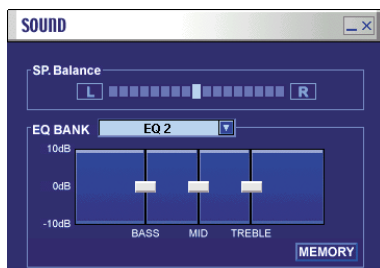 SOUND
SP. Balance
L R
EQ BANK EQ 2
10dB
0dB
-10dB
BASS MID TREBLE
MEMORY